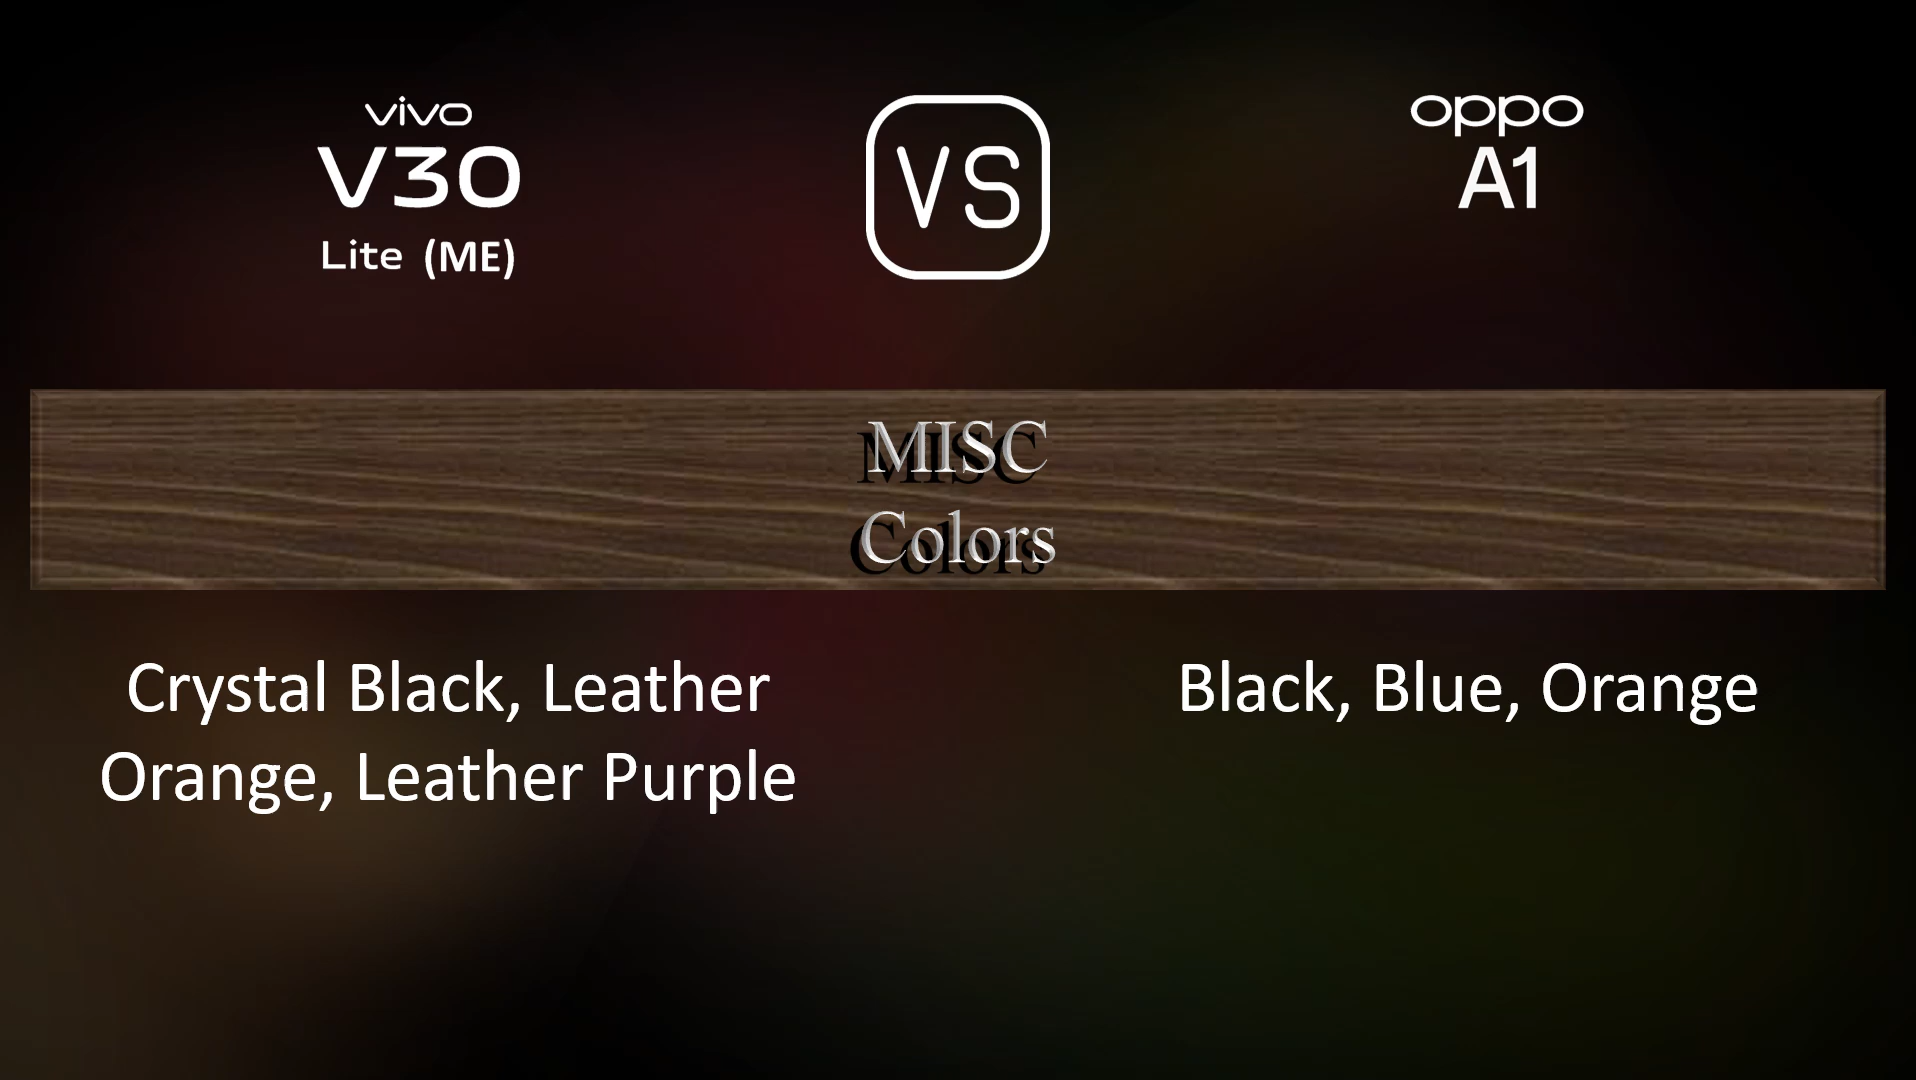 vivo
V30
Lite (ME)
VS
oppo
A1
MISC
Colors
Crystal Black, Leather
Orange, Leather Purple
Black, Blue, Orange